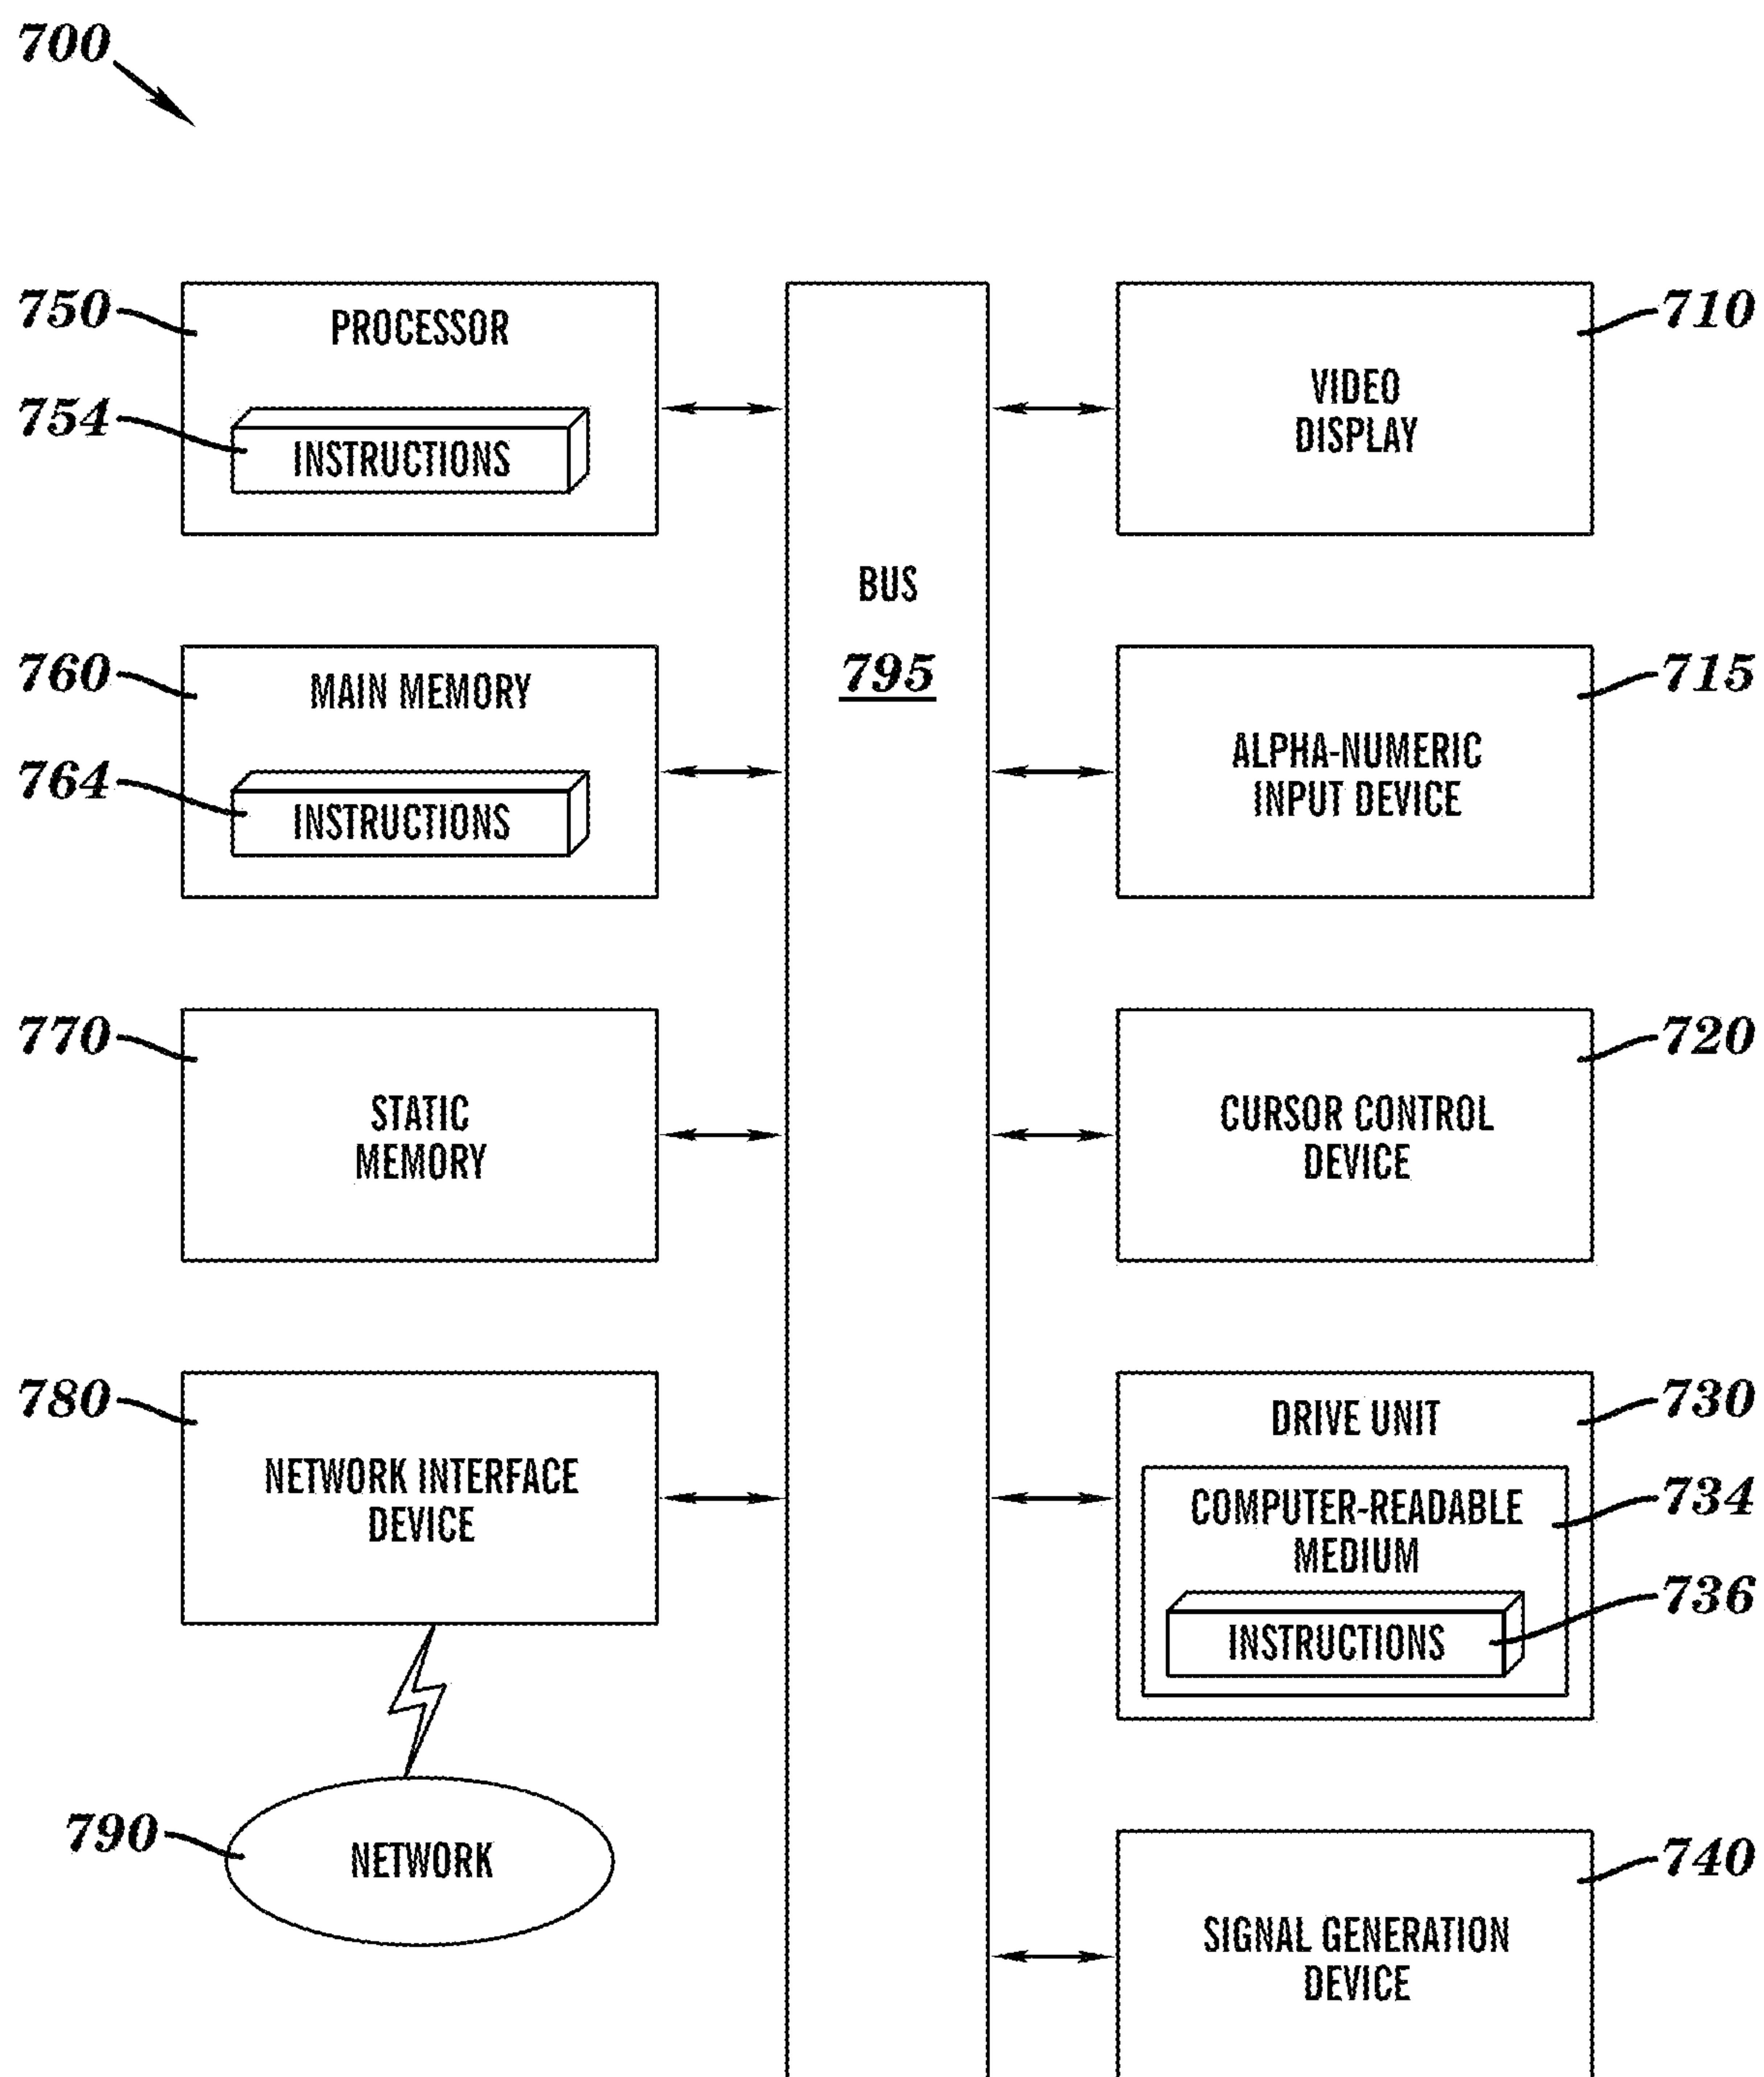 700
750
PROCESSOR
754
INSTRUCTIONS
760
MAIN MEMORY
764
INSTRUCTIONS
770
STATIC
MEMORY
780
NETWORK INTERFACE
DEVICE
790
NETWORK
BUS
795
710
VIDEO
DISPLAY
715
ALPHA-NUMERIC
INPUT DEVICE
720
CURSOR CONTROL
DEVICE
730
DRIVE UNIT
734
COMPUTER-READABLE
MEDIUM
736
INSTRUCTIONS
740
SIGNAL GENERATION
DEVICE